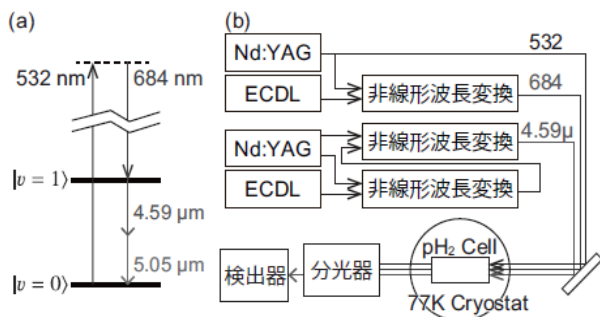 (a)
532 nm
684 nm
|v = 1⟩
4.59 μm
5.05 μm
|v = 0⟩
(b)
Nd:YAG
532
ECDL
非線形波長変換
684
Nd:YAG
非線形波長変換
4.59μ
ECDL
非線形波長変換
検出器
分光器
pH₂ Cell
77K Cryostat